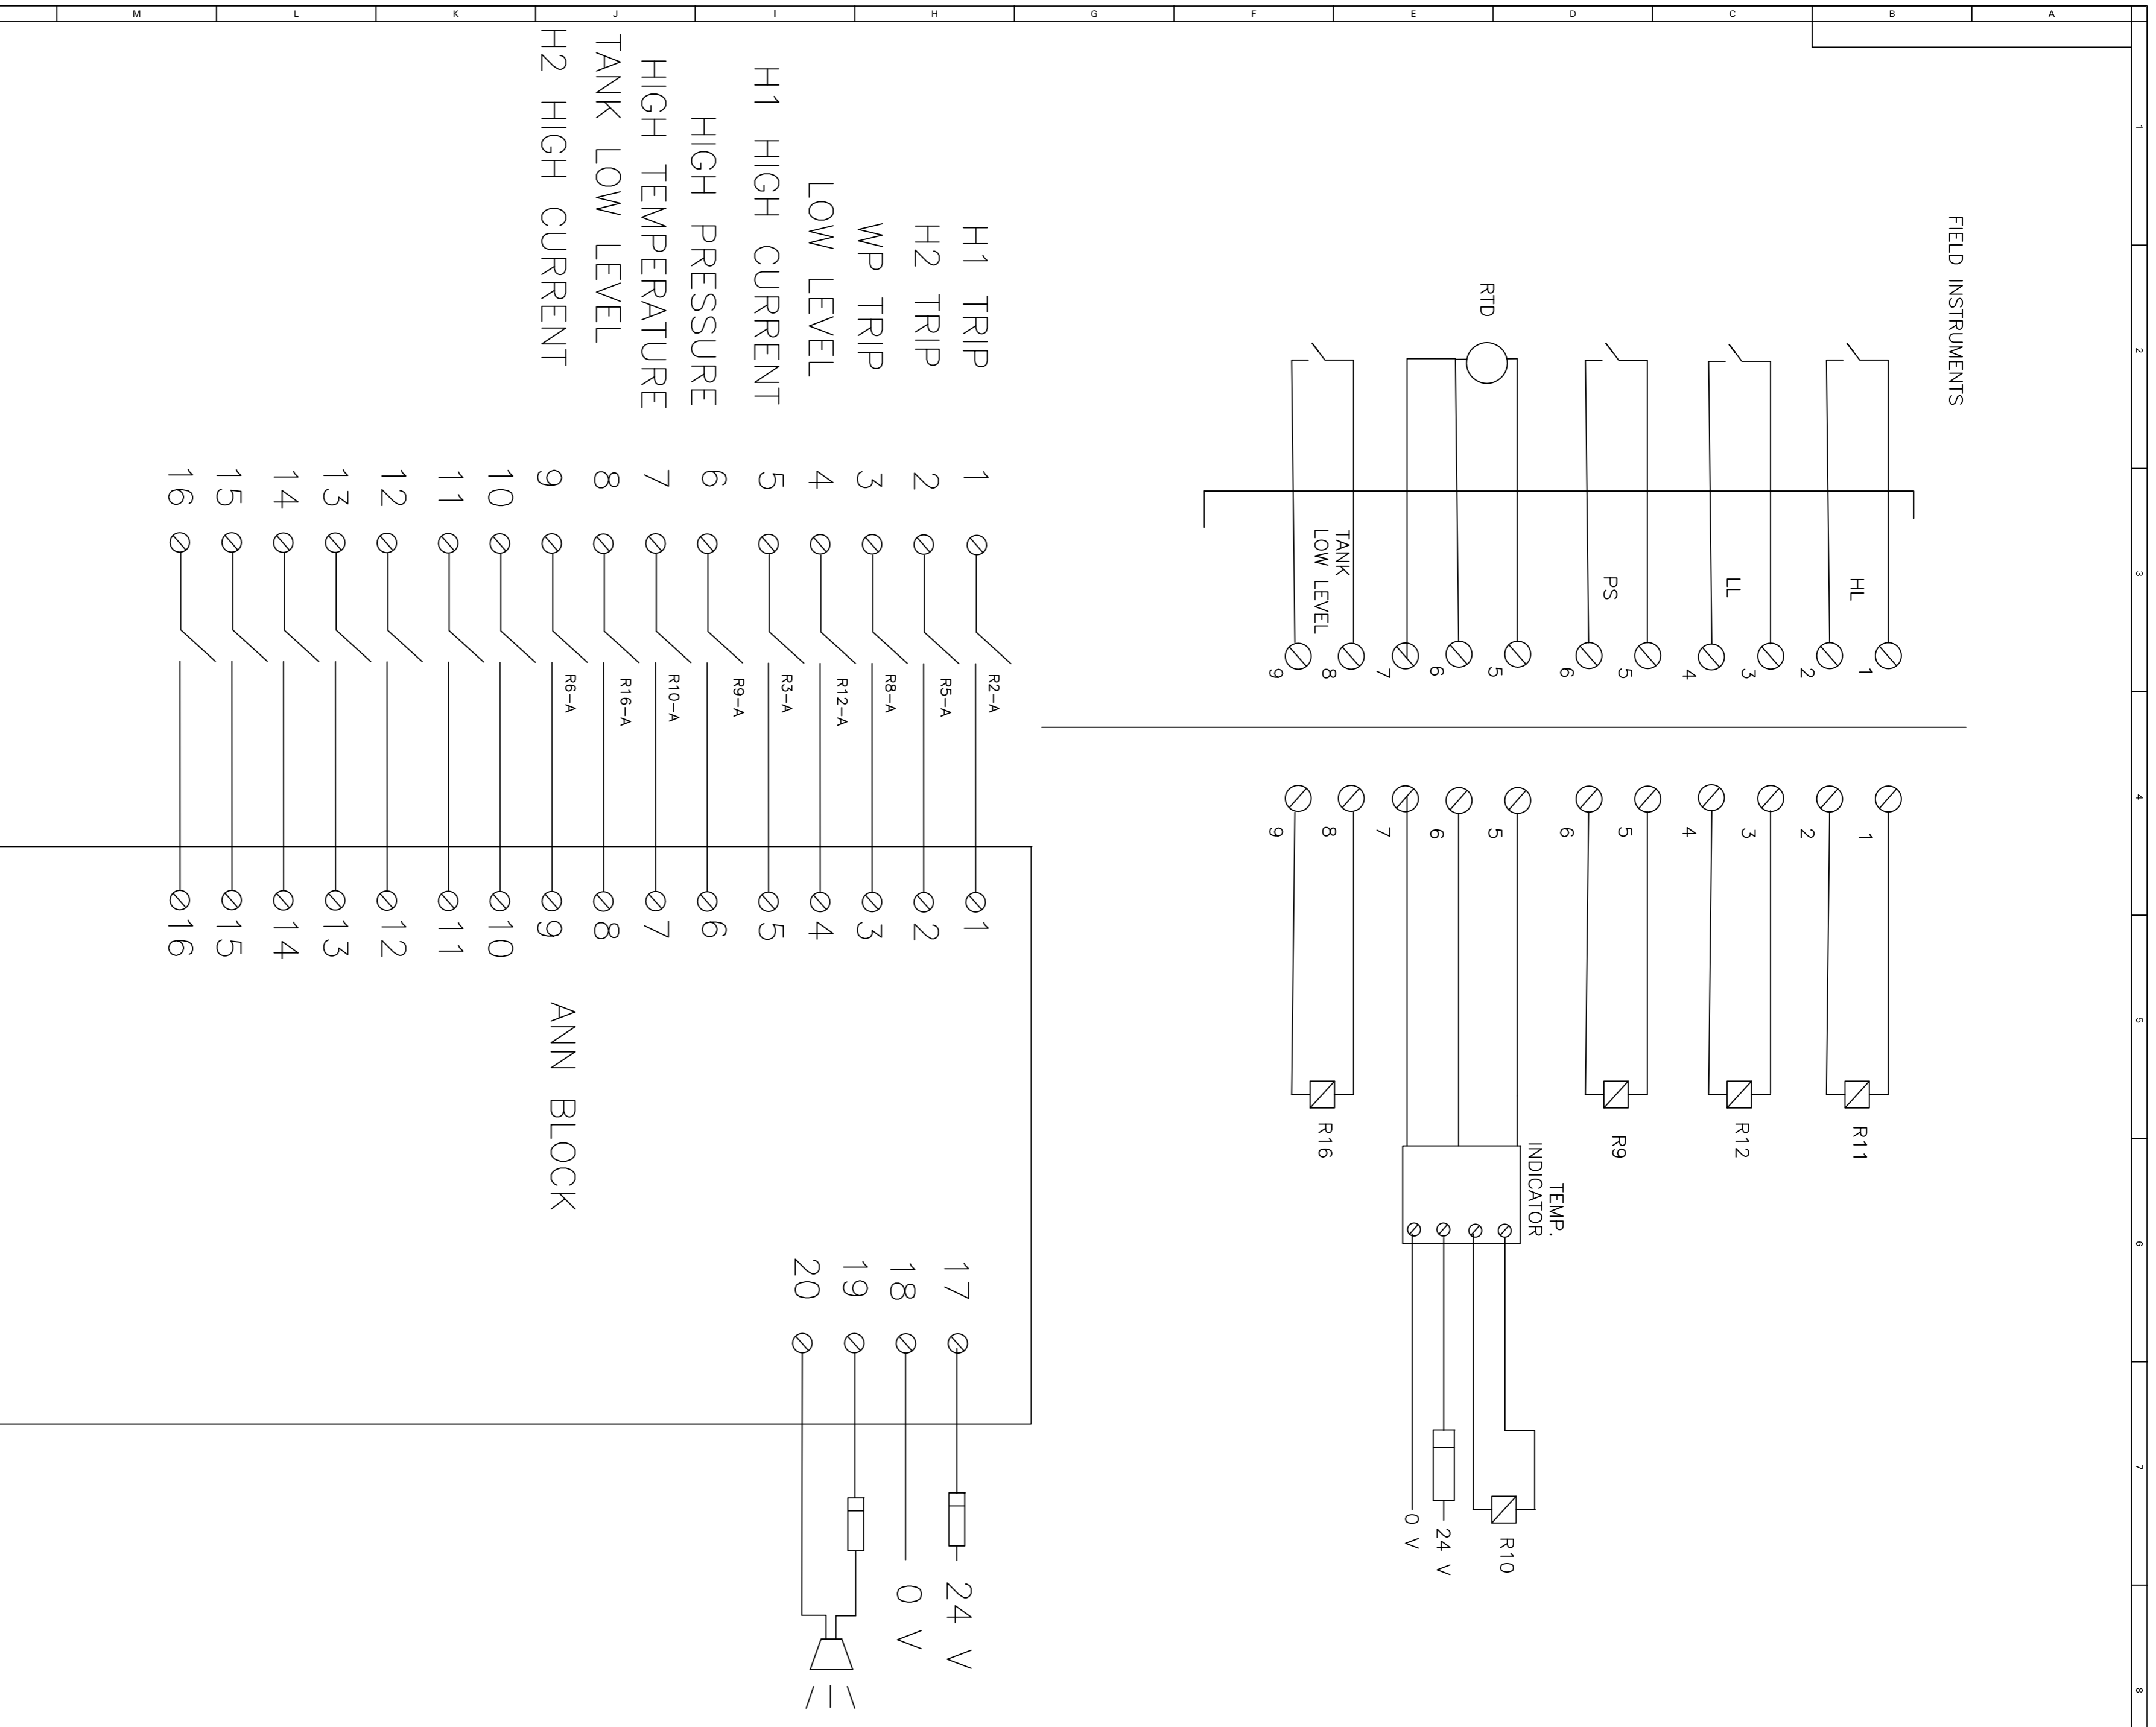 A
B
C
D
E
F
G
H
I
J
K
L
M
1
2
3
4
5
6
7
8
FIELD INSTRUMENTS
RTD
HL
LL
PS
TANK
LOW LEVEL
1
2
3
4
5
6
5
6
7
8
9
1
2
3
4
5
6
5
6
7
8
9
R11
R12
R9
TEMP.
INDICATOR
R16
R10
24 V
0 V
H1 TRIP
H2 TRIP
WP TRIP
LOW LEVEL
H1 HIGH CURRENT
HIGH PRESSURE
HIGH TEMPERATURE
TANK LOW LEVEL
H2 HIGH CURRENT
1
2
3
4
5
6
7
8
9
10
11
12
13
14
15
16
R2-A
R5-A
R8-A
R12-A
R3-A
R9-A
R10-A
R16-A
R6-A
1
2
3
4
5
6
7
8
9
10
11
12
13
14
15
16
ANN BLOCK
17
18
19
20
24 V
0 V